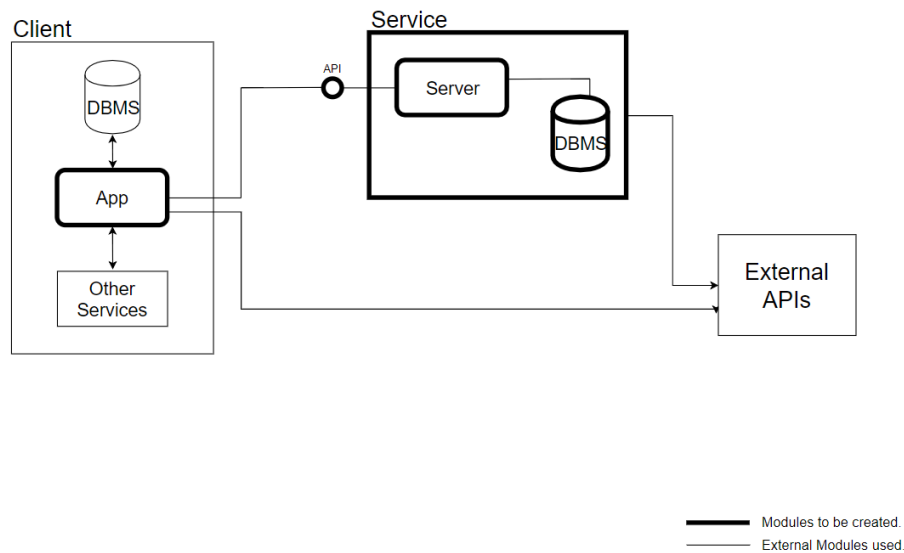 Client
DBMS
App
Other
Services
API
Service
Server
DBMS
External
APIs
Modules to be created.
External Modules used.